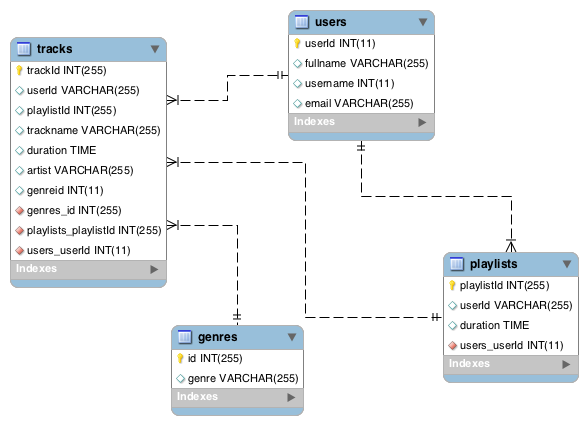 tracks
trackId INT(255)
userId VARCHAR(255)
playlistId INT(255)
trackname VARCHAR(255)
duration TIME
artist VARCHAR(255)
genreid INT(11)
genres_id INT(255)
playlists_playlistId INT(255)
users_userId INT(11)
Indexes
users
userId INT(11)
fullname VARCHAR(255)
username INT(11)
email VARCHAR(255)
Indexes
genres
id INT(255)
genre VARCHAR(255)
Indexes
playlists
playlistId INT(255)
userId VARCHAR(255)
duration TIME
users_userId INT(11)
Indexes